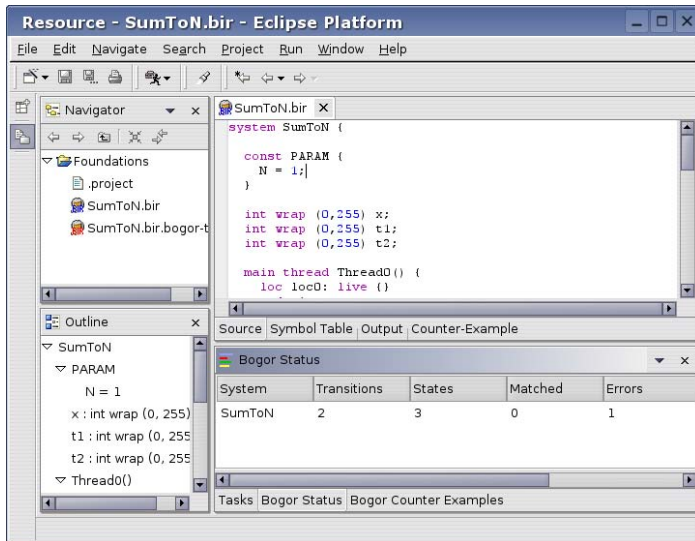 Resource - SumToN.bir - Eclipse Platform
File Edit Navigate Search Project Run Window Help
Navigator
Foundations
.project
SumToN.bir
SumToN.bir.bogor-t
Outline
SumToN
PARAM
N = 1
x : int wrap (0, 255)
t1 : int wrap (0, 255
t2 : int wrap (0, 255
Thread0()
SumToN.bir
system SumToN {
const PARAM {
N = 1;
}
int wrap (0,255) x;
int wrap (0,255) t1;
int wrap (0,255) t2;
main thread Thread0() {
loc loc0: live {}
Source Symbol Table Output Counter-Example
Bogor Status
System Transitions States Matched Errors
SumToN 2 3 0 1
Tasks Bogor Status Bogor Counter Examples